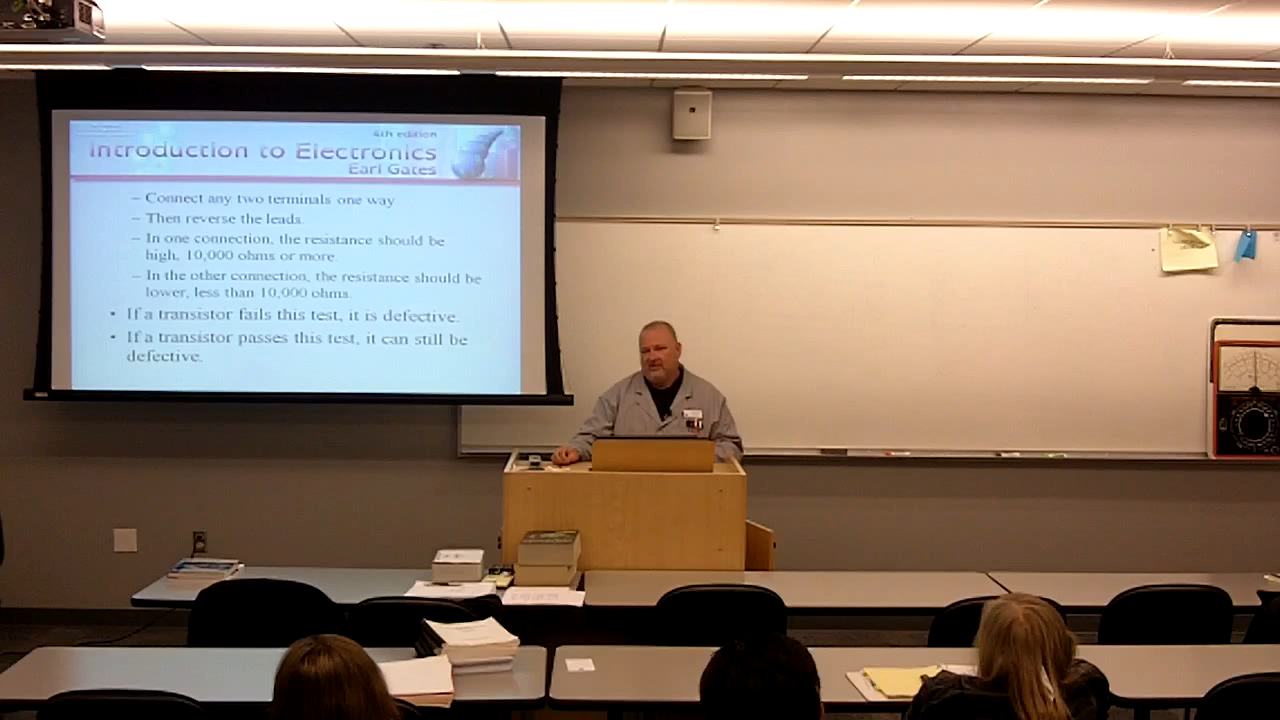 4th edition
Introduction to Electronics
Earl Gates
– Connect any two terminals one way
– Then reverse the leads.
– In one connection, the resistance should be
high, 10,000 ohms or more.
– In the other connection, the resistance should be
lower, less than 10,000 ohms.
• If a transistor fails this test, it is defective.
• If a transistor passes this test, it can still be
defective.